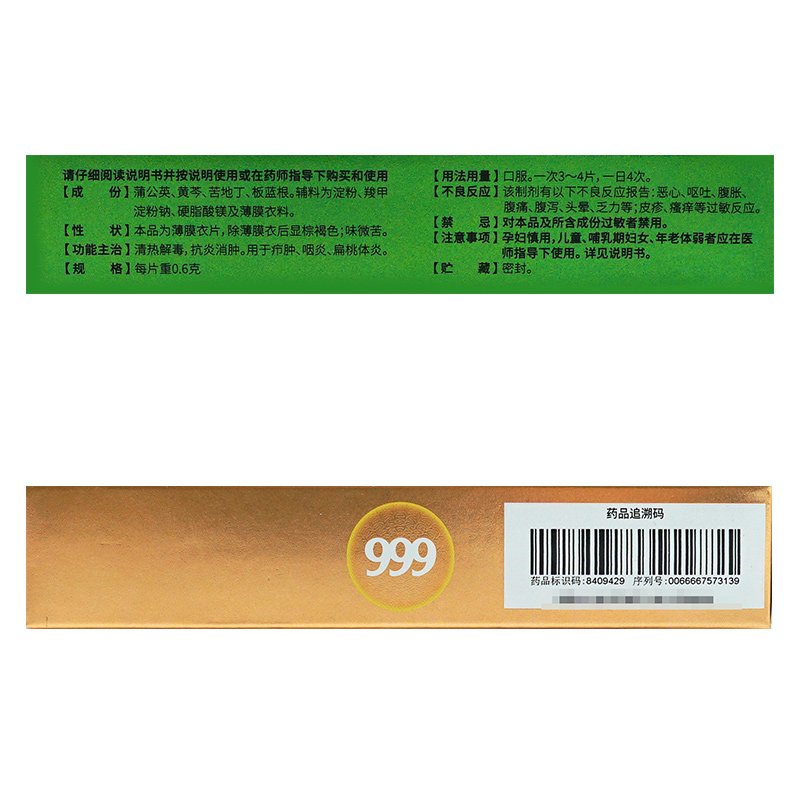 请仔细阅读说明书并按说明使用或在药师指导下购买和使用
【成　份】蒲公英、黄芩、苦地丁、板蓝根。辅料为淀粉、羧甲
淀粉钠、硬脂酸镁及薄膜衣料。
【性　状】本品为薄膜衣片，除薄膜衣后显棕褐色；味微苦。
【功能主治】清热解毒，抗炎消肿。用于疖肿、咽炎、扁桃体炎。
【规　格】每片重0.6克
【用法用量】口服。一次3～4片，一日4次。
【不良反应】该制剂有以下不良反应报告：恶心、呕吐、腹胀、
腹痛、腹泻、头晕、乏力等；皮疹、瘙痒等过敏反应。
【禁　忌】对本品及所含成份过敏者禁用。
【注意事项】孕妇慎用，儿童、哺乳期妇女、年老体弱者应在医
师指导下使用。详见说明书。
【贮　藏】密封。
999
药品追溯码
药品标识码：8409429 序列号：0066667573139